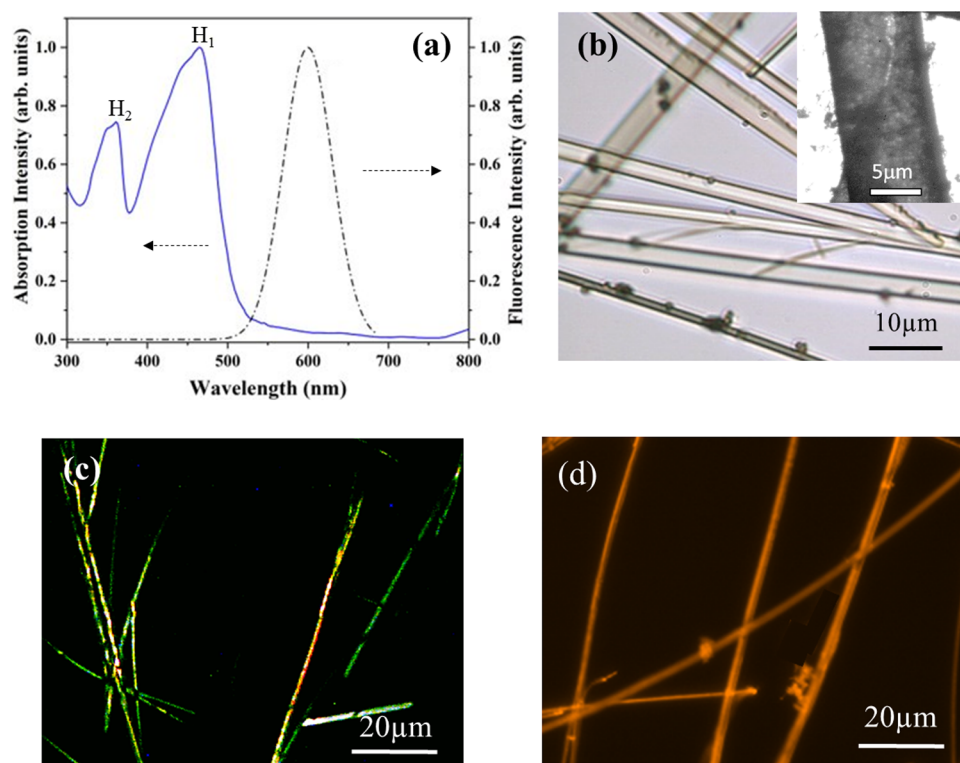 (a)
H₁
H₂
Absorption Intensity (arb. units)
1.0
0.8
0.6
0.4
0.2
0.0
300 400 500 600 700 800
Wavelength (nm)
1.0
0.8
0.6
0.4
0.2
0.0
Fluorescence Intensity (arb. units)
(b)
5µm
10µm
(c)
20µm
(d)
20µm